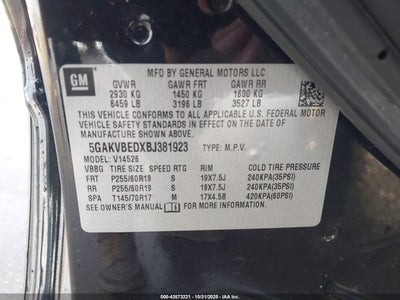 GM
MFD BY GENERAL MOTORS LLC
GVWR GAWR FRT GAWR RR
2930 KG 1450 KG 1600 KG
6459 LB 3196 LB 3527 LB
THIS VEHICLE CONFORMS TO ALL APPLICABLE U.S.
FEDERAL MOTOR
VEHICLE SAFETY STANDARDS IN EFFECT ON THE DATE OF
MANUFACTURE SHOWN ABOVE.
5GAKVBEDXBJ381923 TYPE: M.P.V.
MODEL: V14526
VBBG TIRE SIZE SPEED RTG RIM COLD TIRE PRESSURE
FRT P255/60R19 S 19X7.5J 240KPA(35PSI)
RR P255/60R19 S 19X7.5J 240KPA(35PSI)
SPA T145/70R17 M 17X4.5B 420KPA(60PSI)
SEE OWNER'S MANUAL FOR MORE INFORMATION.
000-43573221 - 10/31/2025 - IAAI.COM